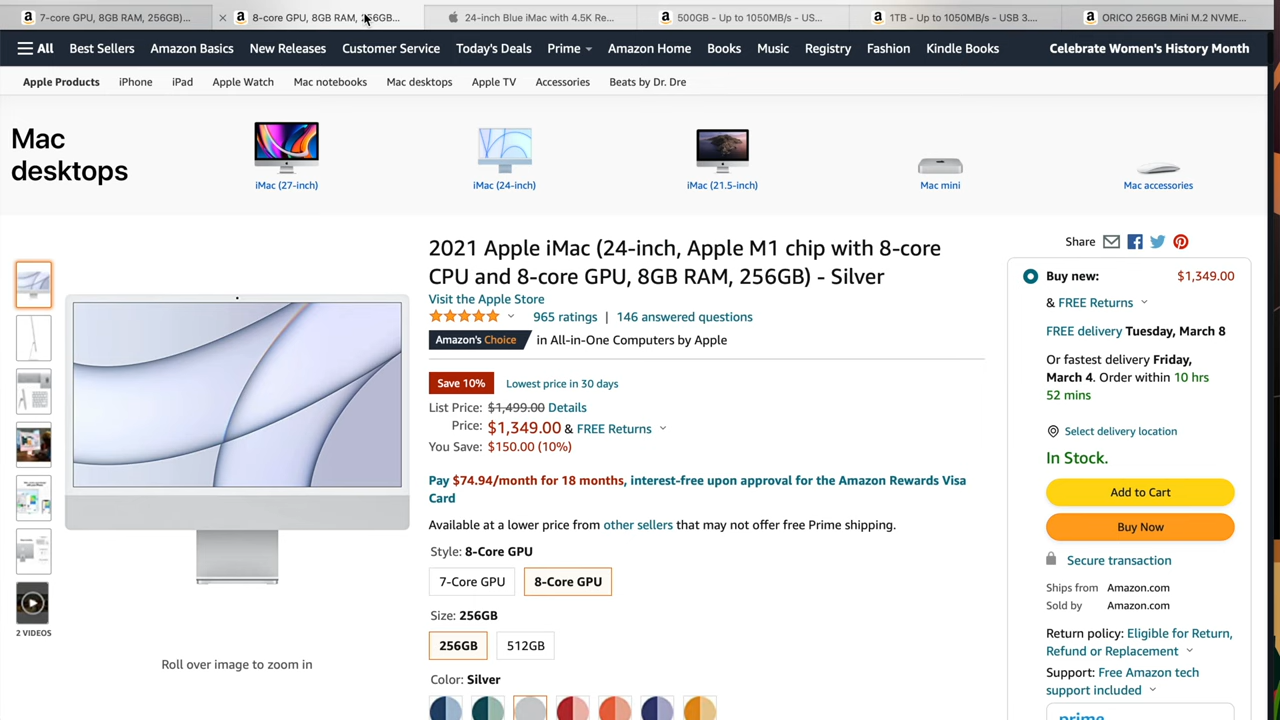 7-core GPU, 8GB RAM, 256GB)...
8-core GPU, 8GB RAM, 256GB...
24-inch Blue iMac with 4.5K Re...
500GB - Up to 1050MB/s - US...
1TB - Up to 1050MB/s - USB 3....
ORICO 256GB Mini M.2 NVME...
All Best Sellers Amazon Basics New Releases Customer Service Today's Deals Prime Amazon Home Books Music Registry Fashion Kindle Books Celebrate Women's History Month
Apple Products iPhone iPad Apple Watch Mac notebooks Mac desktops Apple TV Accessories Beats by Dr. Dre
Mac
desktops
iMac (27-inch)
iMac (24-inch)
iMac (21.5-inch)
Mac mini
Mac accessories
2021 Apple iMac (24-inch, Apple M1 chip with 8-core
CPU and 8-core GPU, 8GB RAM, 256GB) - Silver
Visit the Apple Store
965 ratings | 146 answered questions
Amazon's Choice in All-in-One Computers by Apple
Save 10% Lowest price in 30 days
List Price: $1,499.00 Details
Price: $1,349.00 & FREE Returns
You Save: $150.00 (10%)
Pay $74.94/month for 18 months, interest-free upon approval for the Amazon Rewards Visa
Card
Available at a lower price from other sellers that may not offer free Prime shipping.
Style: 8-Core GPU
7-Core GPU 8-Core GPU
Size: 256GB
256GB 512GB
Color: Silver
2 VIDEOS
Roll over image to zoom in
Share
Buy new: $1,349.00
& FREE Returns
FREE delivery Tuesday, March 8
Or fastest delivery Friday,
March 4. Order within 10 hrs
52 mins
Select delivery location
In Stock.
Add to Cart
Buy Now
Secure transaction
Ships from Amazon.com
Sold by Amazon.com
Return policy: Eligible for Return,
Refund or Replacement
Support: Free Amazon tech
support included
prime